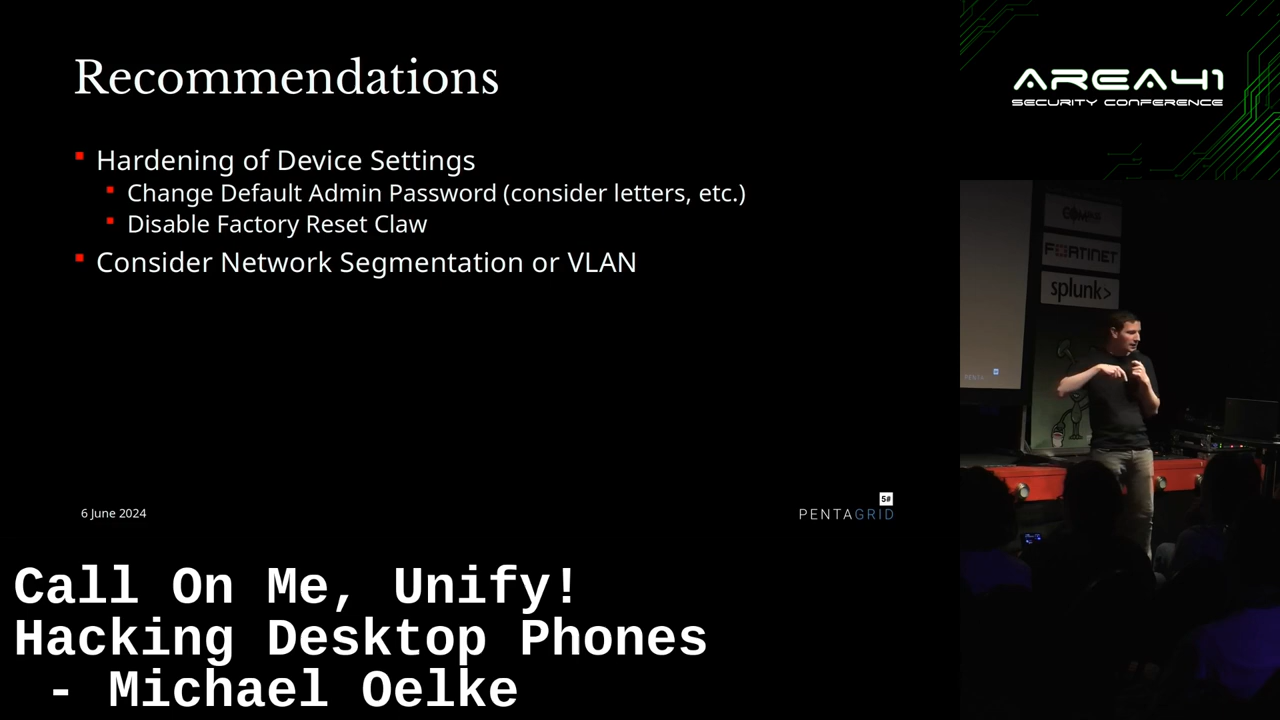 Recommendations
Hardening of Device Settings
Change Default Admin Password (consider letters, etc.)
Disable Factory Reset Claw
Consider Network Segmentation or VLAN
6 June 2024
5#
PENTAGRID
Call On Me, Unify!
Hacking Desktop Phones
- Michael Oelke
AREA41
SECURITY CONFERENCE
FORTINET
splunk>